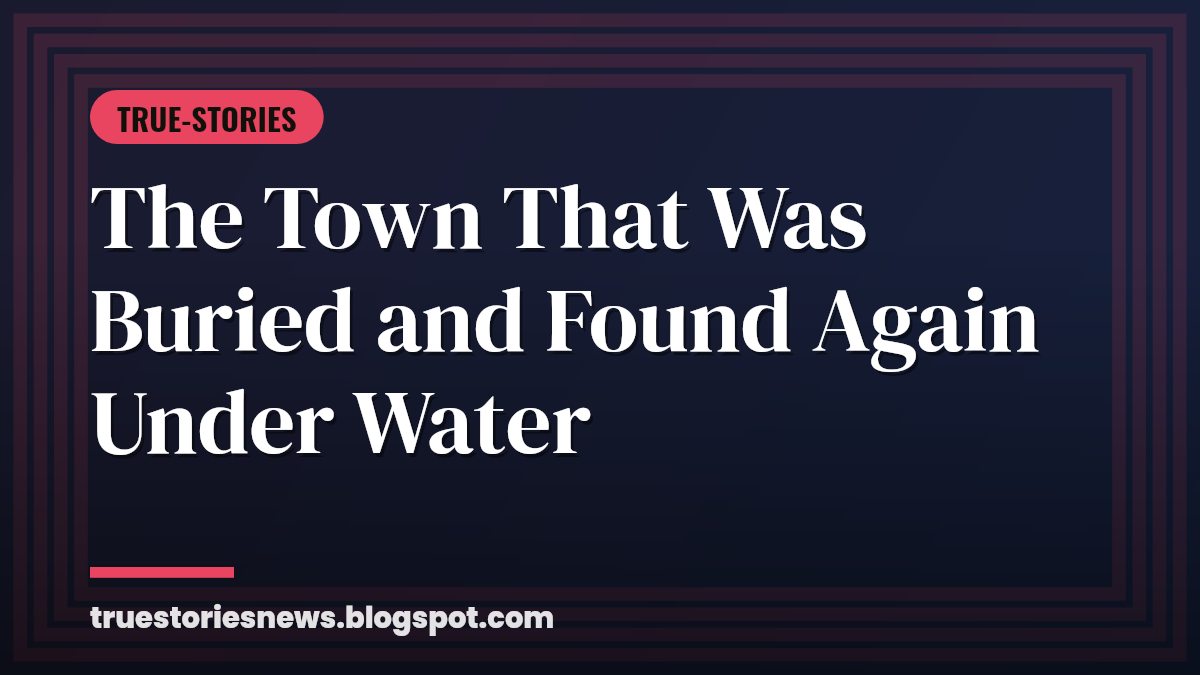 TRUE-STORIES
The Town That Was
Buried and Found Again
Under Water
truestoriesnews.blogspot.com